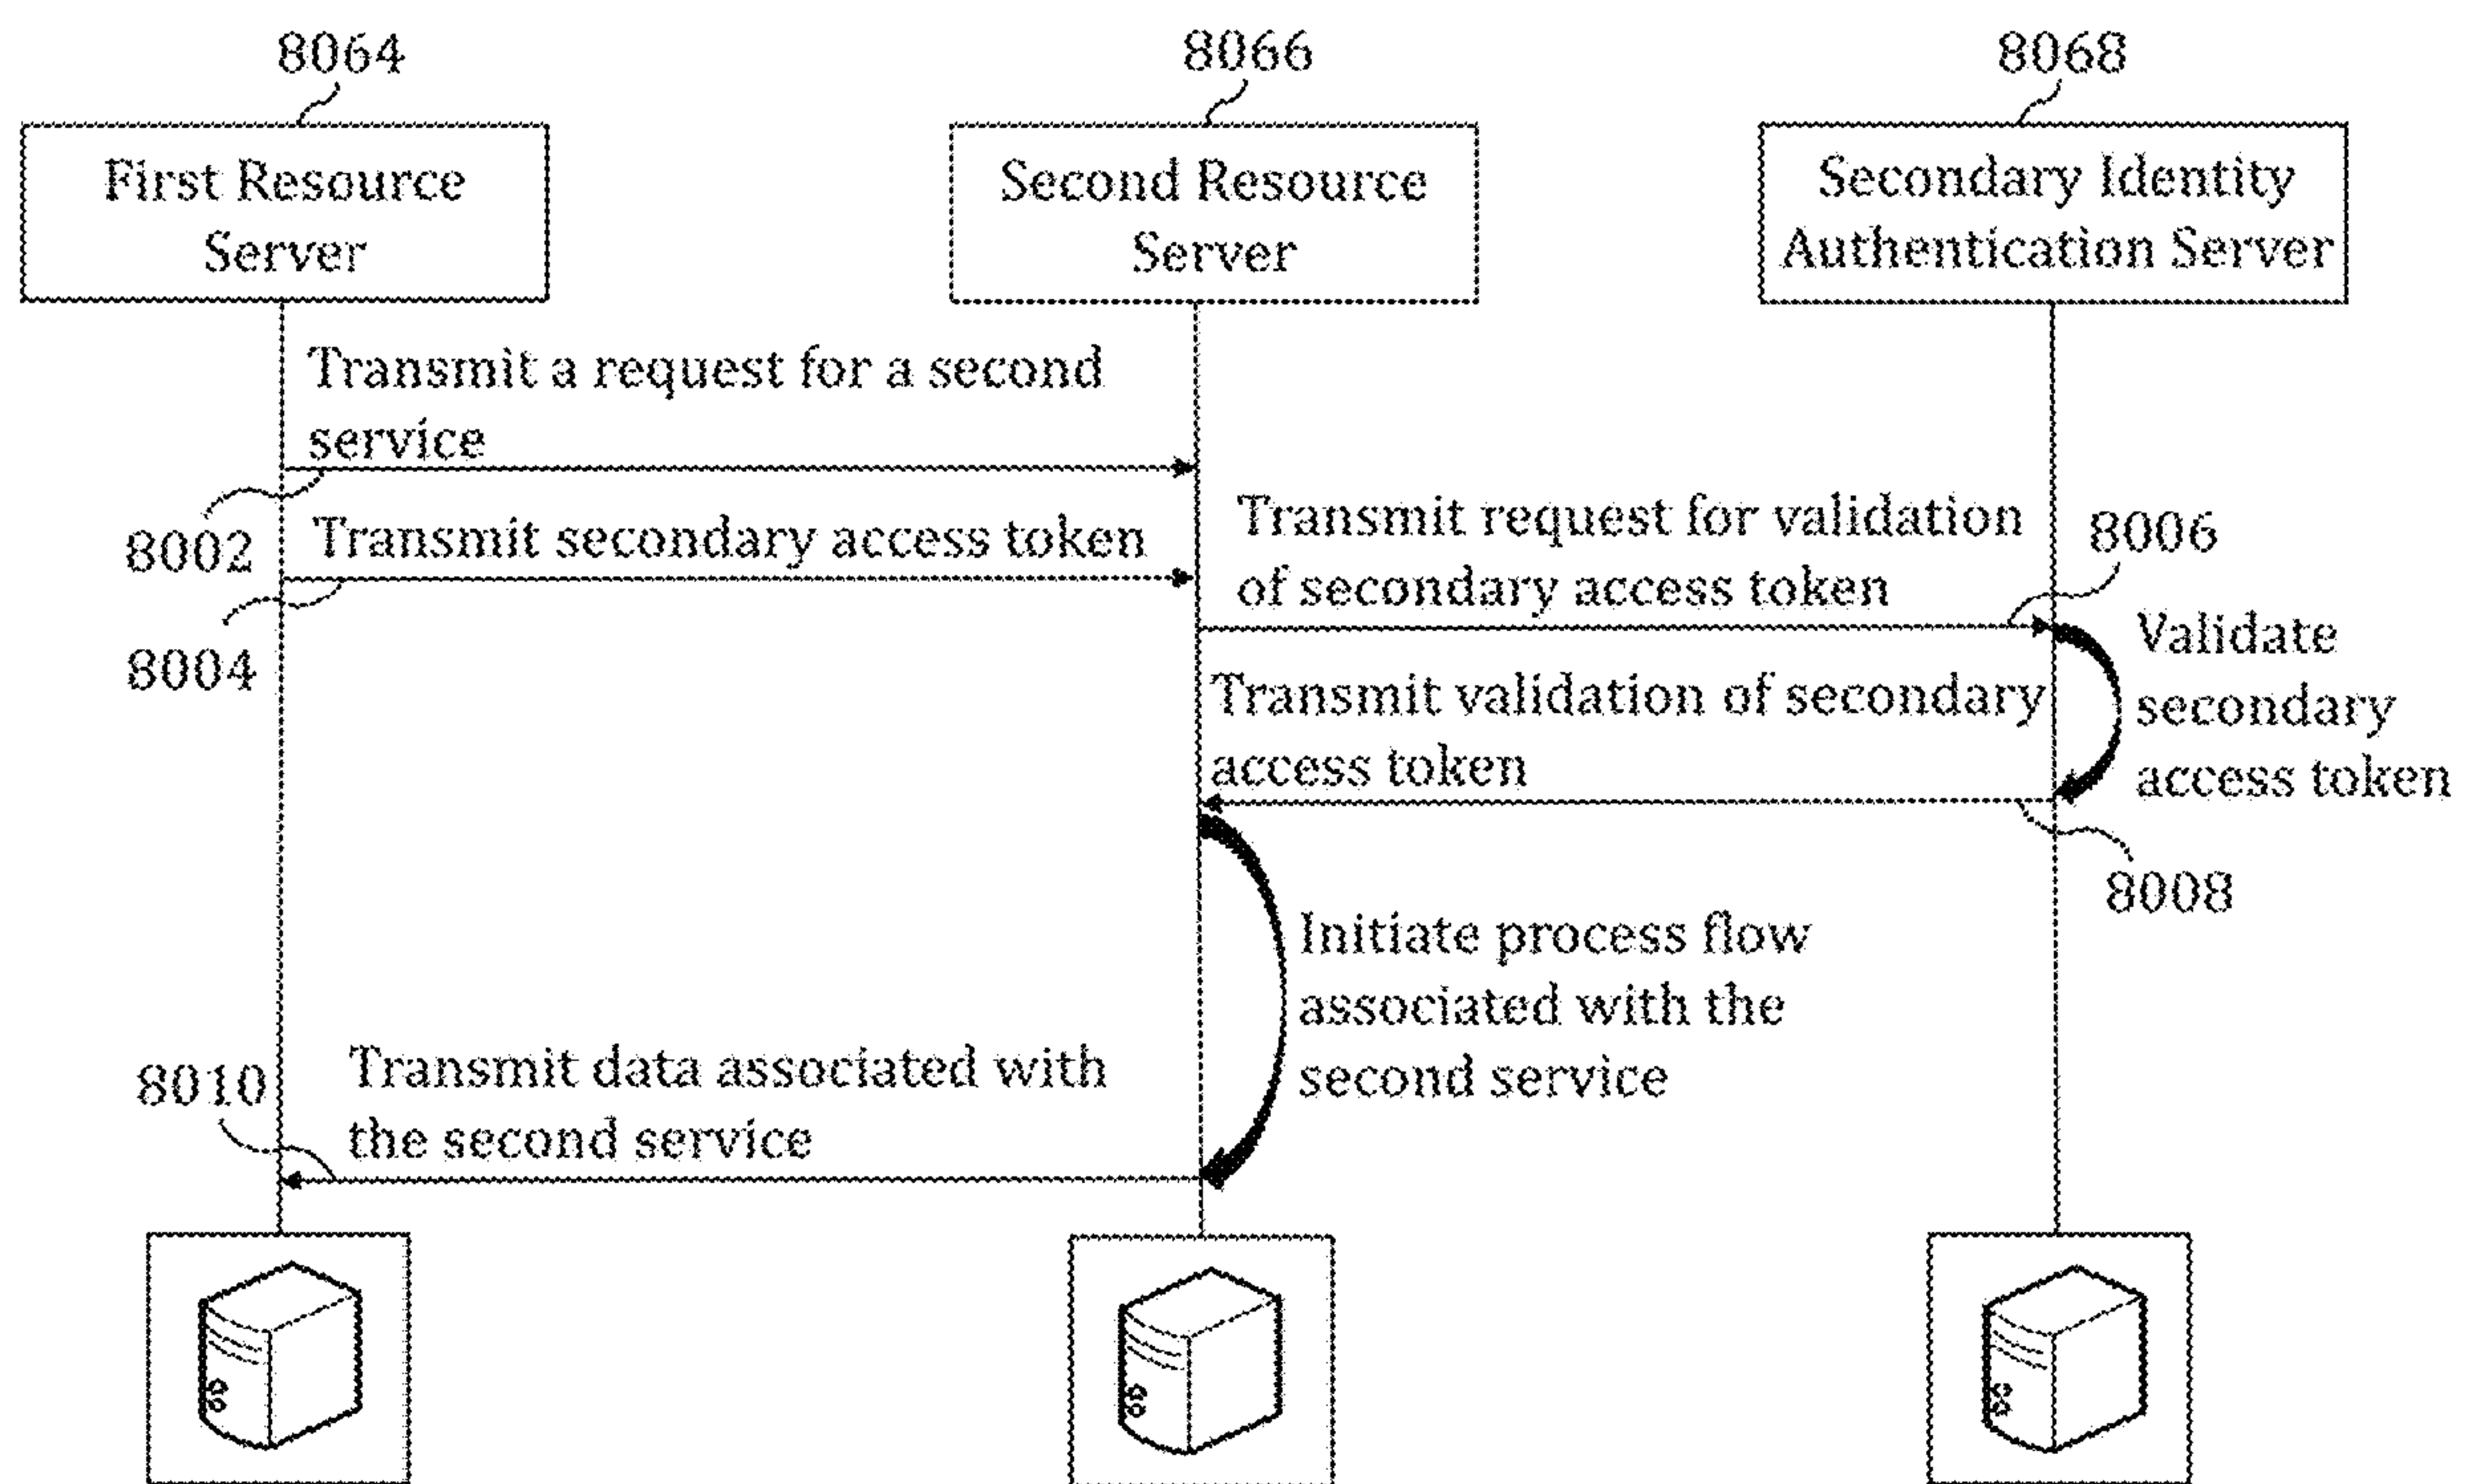 8064
8066
8068
First Resource
Server
Second Resource
Server
Secondary Identity
Authentication Server
Transmit a request for a second
service
8002
Transmit secondary access token
8004
Transmit request for validation
of secondary access token
8006
Validate
secondary
access token
Transmit validation of secondary
access token
8008
Initiate process flow
associated with the
second service
8010
Transmit data associated with
the second service